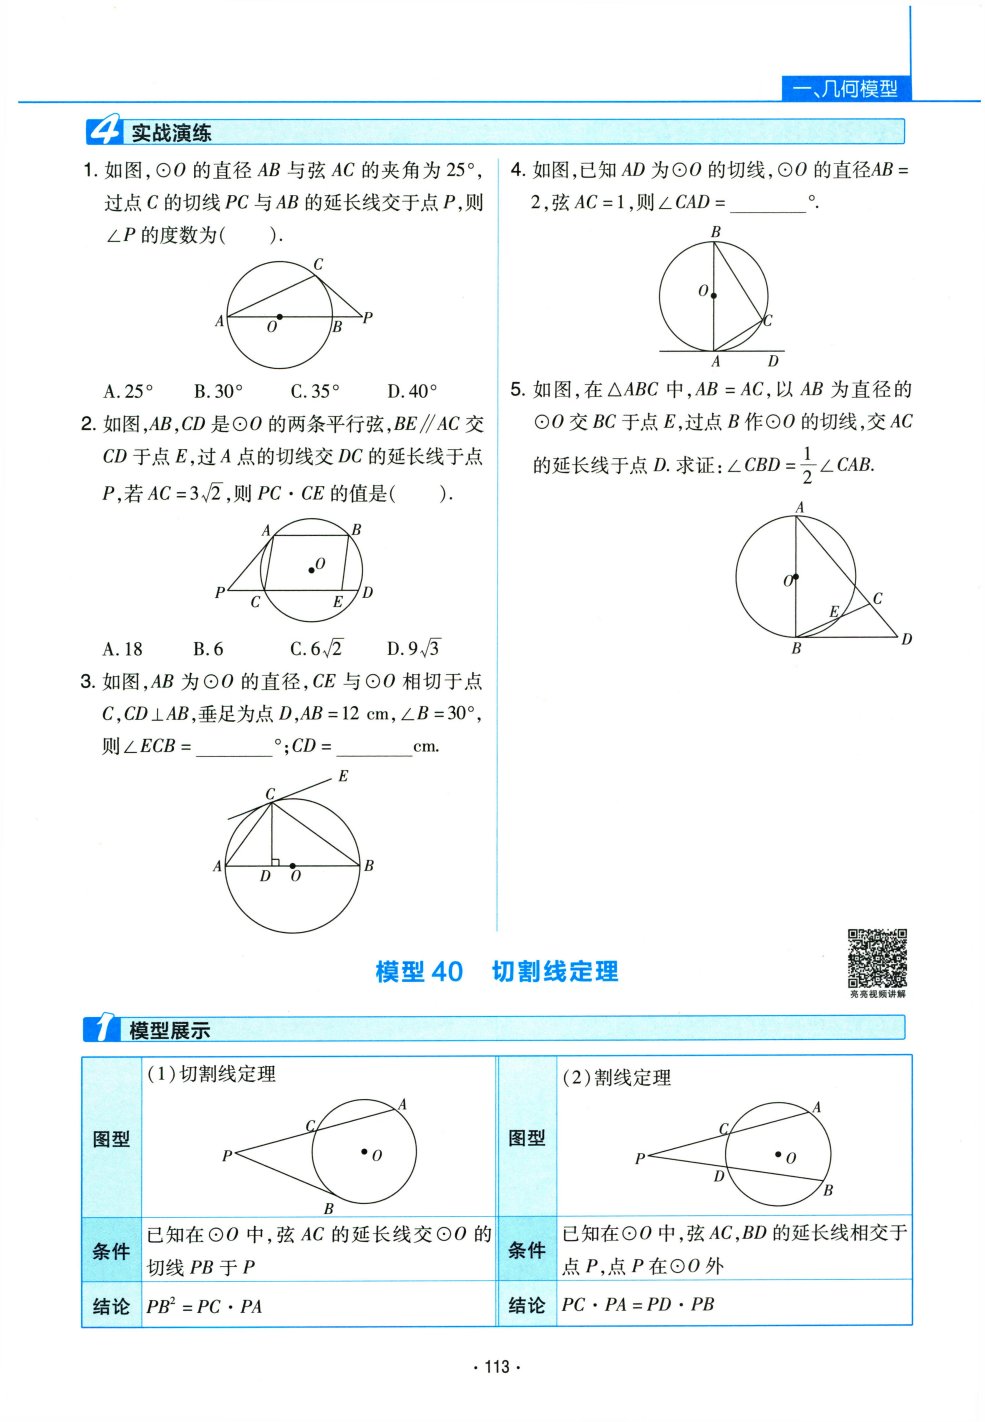 一、几何模型
4 实战演练
1. 如图,⊙O 的直径 AB 与弦 AC 的夹角为 25°,
过点 C 的切线 PC 与 AB 的延长线交于点 P,则
∠P 的度数为(  ).
C
A O B P
A. 25° B. 30° C. 35° D. 40°
2. 如图,AB,CD 是⊙O 的两条平行弦,BE∥AC 交
CD 于点 E,过 A 点的切线交 DC 的延长线于点
P,若 AC = 3√2,则 PC · CE 的值是(  ).
A B
O
P C E D
A. 18 B. 6 C. 6√2 D. 9√3
3. 如图,AB 为⊙O 的直径,CE 与⊙O 相切于点
C,CD⊥AB,垂足为点 D,AB = 12 cm,∠B = 30°,
则∠ECB = ________°;CD = ________cm.
E
C
A D O B
4. 如图,已知 AD 为⊙O 的切线,⊙O 的直径AB =
2,弦 AC = 1,则∠CAD = ________°.
B
O
C
A D
5. 如图,在△ABC 中,AB = AC,以 AB 为直径的
⊙O 交 BC 于点 E,过点 B 作⊙O 的切线,交 AC
的延长线于点 D. 求证:∠CBD = 1/2∠CAB.
A
O
E C
B D
模型 40 切割线定理
亮亮视频讲解
1 模型展示
图型
(1)切割线定理
A
C
P O
B
图型
(2)割线定理
A
C
P O
D
B
条件
已知在⊙O 中,弦 AC 的延长线交⊙O 的
切线 PB 于 P
条件
已知在⊙O 中,弦 AC,BD 的延长线相交于
点 P,点 P 在⊙O 外
结论 PB² = PC · PA
结论 PC · PA = PD · PB
· 113 ·